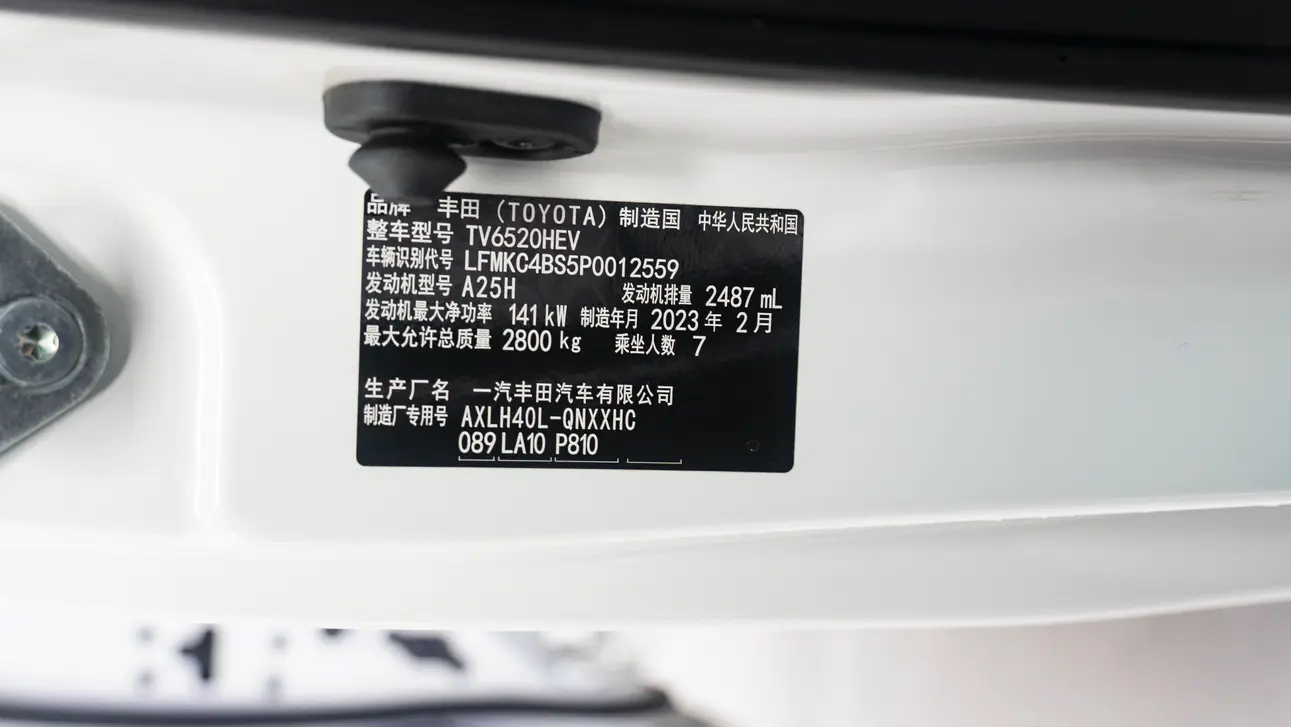 品牌 丰田 (TOYOTA) 制造国 中华人民共和国
整车型号 TV6520HEV
车辆识别代号 LFMKC4BS5P0012559
发动机型号 A25H 发动机排量 2487 mL
发动机最大净功率 141 kW 制造年月 2023 年 2 月
最大允许总质量 2800 kg 乘坐人数 7
生产厂名 一汽丰田汽车有限公司
制造厂专用号 AXLH40L-QNXXHC
089 LA10 P810